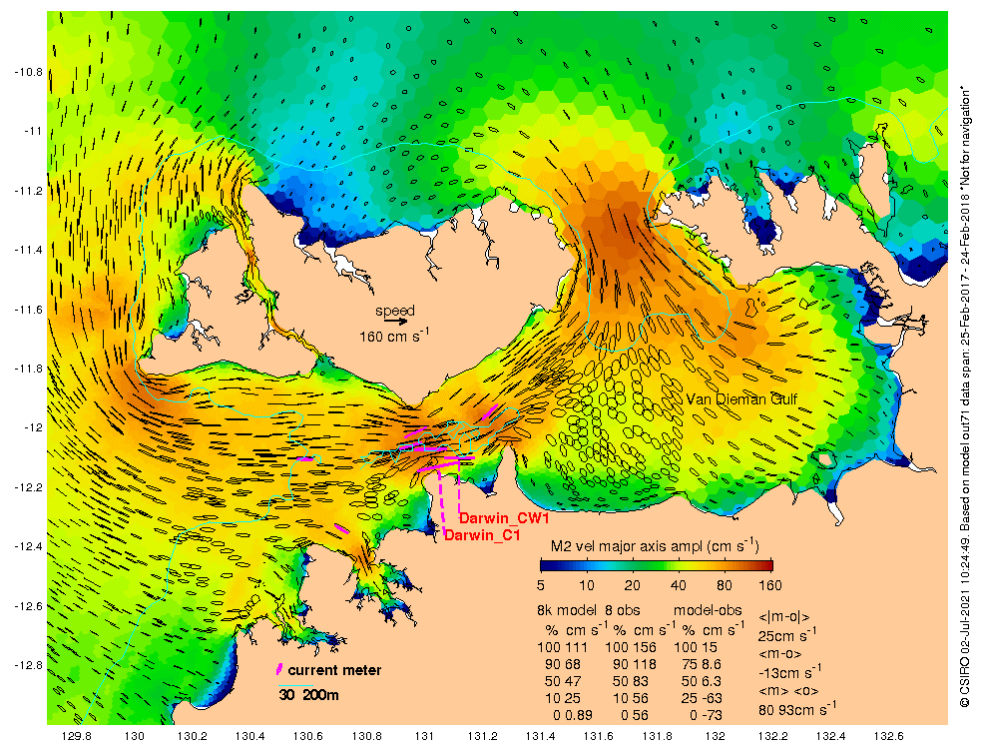 -10.8
-11
-11.2
-11.4
-11.6
-11.8
-12
-12.2
-12.4
-12.6
-12.8
129.8 130 130.2 130.4 130.6 130.8 131 131.2 131.4 131.6 131.8 132 132.2 132.4 132.6
speed
160 cm s-1
Van Dieman Gulf
Darwin_CW1
Darwin_C1
M2 vel major axis ampl (cm s-1)
5 10 20 40 80 160
8k model 8 obs model-obs
% cm s-1 % cm s-1 % cm s-1
100 111 100 156 100 15
90 68 90 118 75 8.6
50 47 50 83 50 6.3
10 25 10 56 25 -63
0 0.89 0 56 0 -73
<|m-o|>
25cm s-1
<m-o>
-13cm s-1
<m> <o>
80 93cm s-1
current meter
30 200m
© CSIRO 02-Jul-2021 10:24:49. Based on model out71 data span: 25-Feb-2017 - 24-Feb-2018 *Not for navigation*